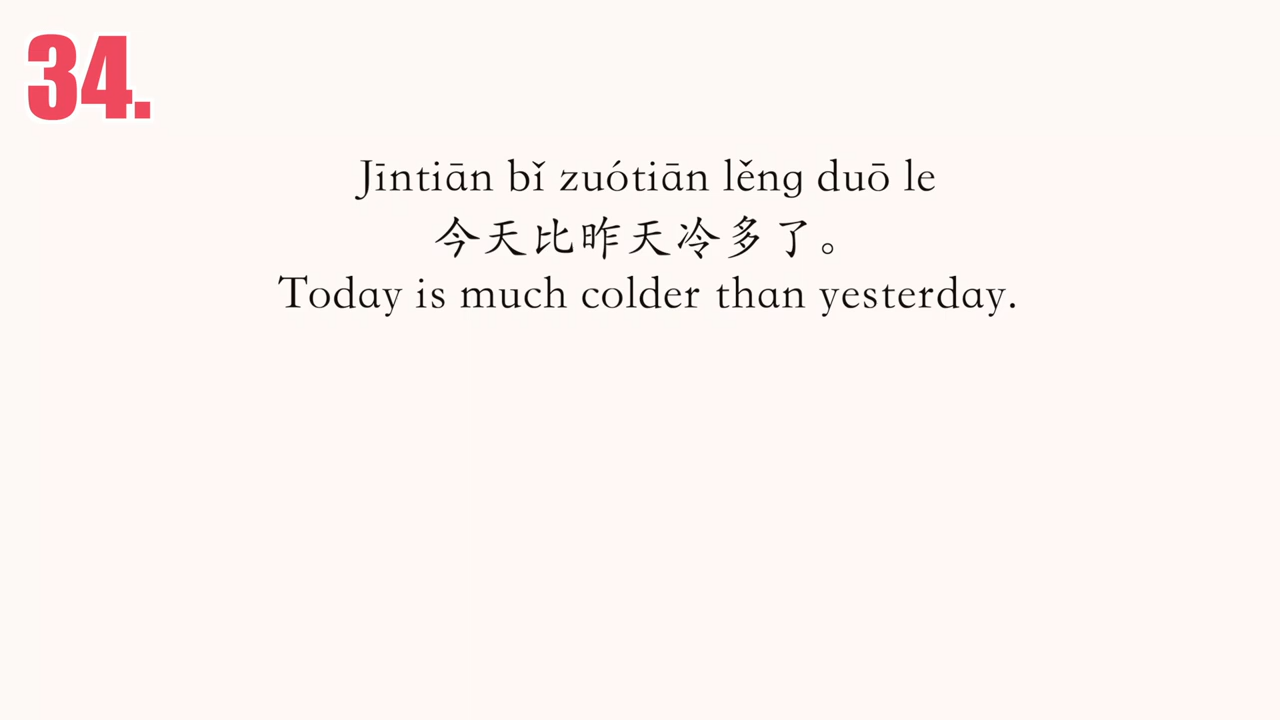 34.
Jīntiān bǐ zuótiān lěng duō le
今天比昨天冷多了。
Today is much colder than yesterday.